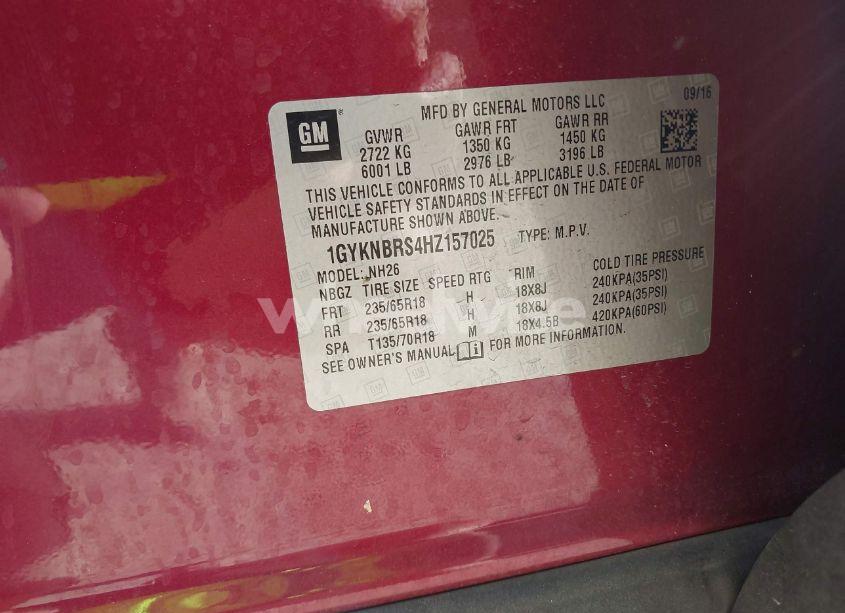 GM
MFD BY GENERAL MOTORS LLC
09/16
GVWR GAWR FRT GAWR RR
2722 KG 1350 KG 1450 KG
6001 LB 2976 LB 3196 LB
THIS VEHICLE CONFORMS TO ALL APPLICABLE U.S. FEDERAL MOTOR
VEHICLE SAFETY STANDARDS IN EFFECT ON THE DATE OF
MANUFACTURE SHOWN ABOVE.
1GYKNBRS4HZ157025 TYPE: M.P.V.
MODEL: NH26
NBGZ TIRE SIZE SPEED RTG RIM COLD TIRE PRESSURE
FRT 235/65R18 H 18X8J 240KPA(35PSI)
RR 235/65R18 H 18X8J 240KPA(35PSI)
SPA T135/70R18 M 18X4.5B 420KPA(60PSI)
SEE OWNER'S MANUAL FOR MORE INFORMATION.